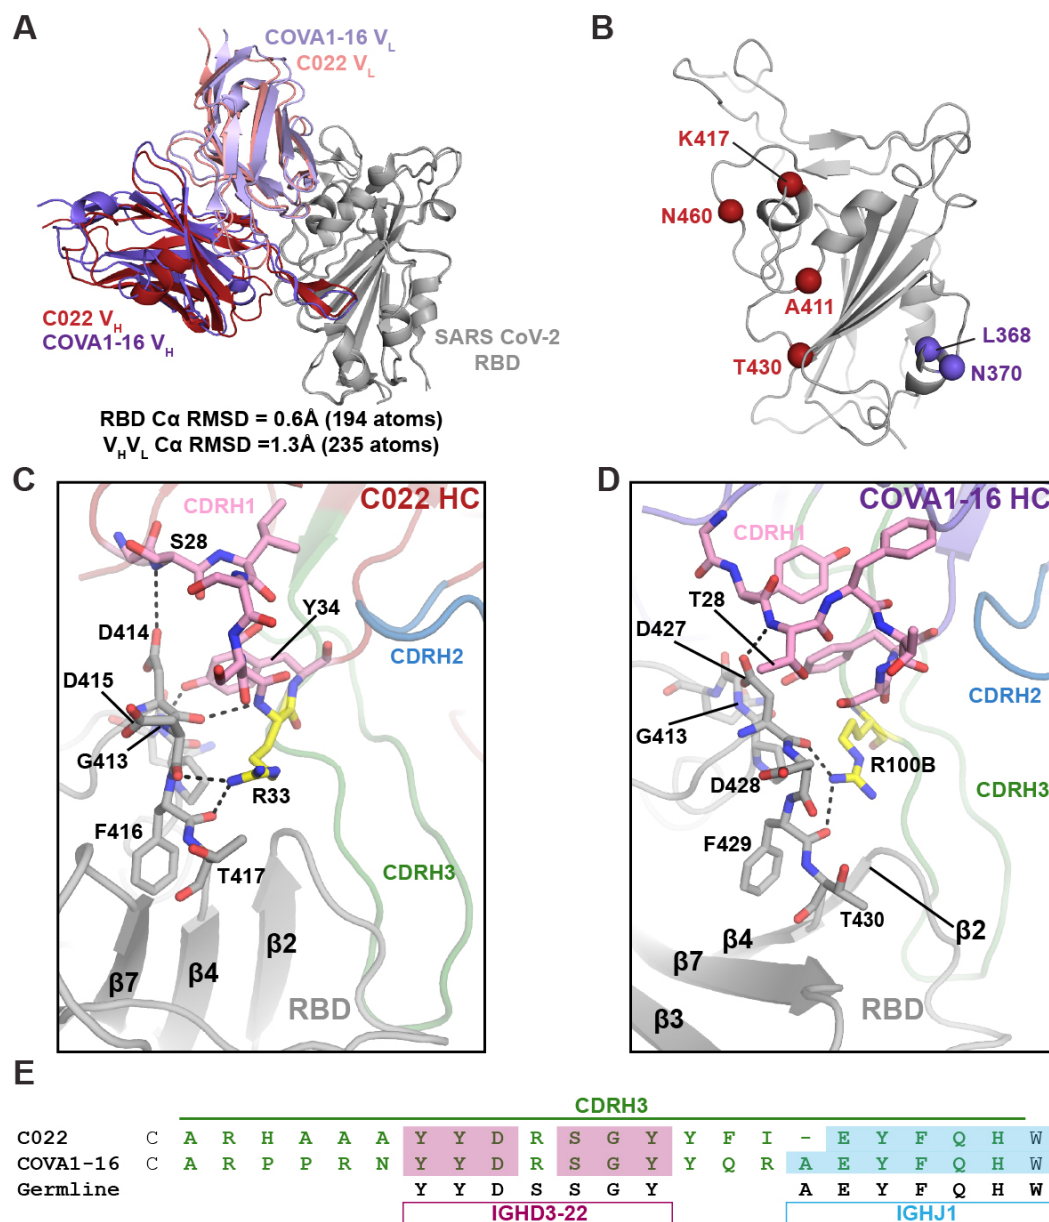 A
COVA1-16 VL
C022 VL
C022 VH
COVA1-16 VH
SARS CoV-2
RBD
RBD Cα RMSD = 0.6Å (194 atoms)
VHVL Cα RMSD =1.3Å (235 atoms)
B
K417
N460
A411
T430
L368
N370
C
C022 HC
CDRH1
S28
Y34
D414
CDRH2
D415
G413
R33
F416
T417
CDRH3
β2
β4
β7
RBD
D
COVA1-16 HC
CDRH1
T28
D427
CDRH2
G413
R100B
D428
CDRH3
F429
T430
β4
β2
β7
RBD
β3
E
CDRH3
C022 C A R H A A A Y Y D R S G Y Y F I - E Y F Q H W
COVA1-16 C A R P P R N Y Y D R S G Y Y Q R A E Y F Q H W
Germline Y Y D S S G Y A E Y F Q H W
IGHD3-22 IGHJ1